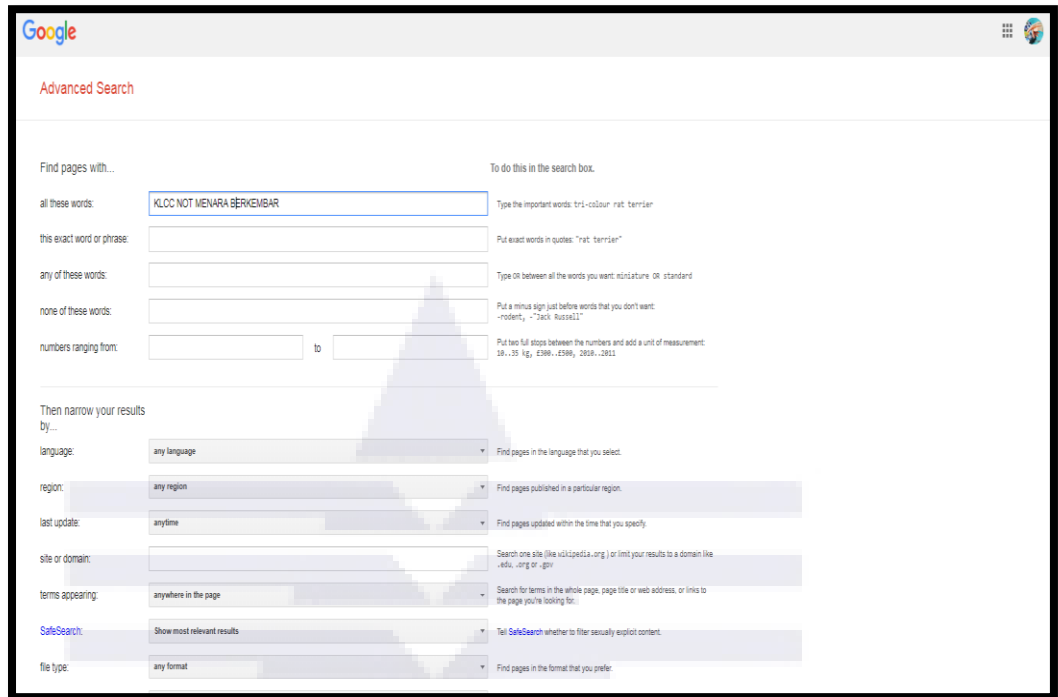 Google
Advanced Search
Find pages with...
To do this in the search box.
all these words:
KLCC NOT MENARA BERKEMBAR
Type the important words: tri-colour rat terrier
this exact word or phrase:
Put exact words in quotes: "rat terrier"
any of these words:
Type OR between all the words you want: miniature OR standard
none of these words:
Put a minus sign just before words that you don't want:
-rodent, -"Jack Russell"
numbers ranging from:
to
Put two full stops between the numbers and add a unit of measurement:
10..35 kg, £300..£500, 2010..2011
Then narrow your results
by...
language:
any language
Find pages in the language that you select.
region:
any region
Find pages published in a particular region.
last update:
anytime
Find pages updated within the time that you specify.
site or domain:
Search one site (like wikipedia.org ) or limit your results to a domain like
.edu, .org or .gov
terms appearing:
anywhere in the page
Search for terms in the whole page, page title or web address, or links to
the page you're looking for.
SafeSearch:
Show most relevant results
Tell SafeSearch whether to filter sexually explicit content.
file type:
any format
Find pages in the format that you prefer.